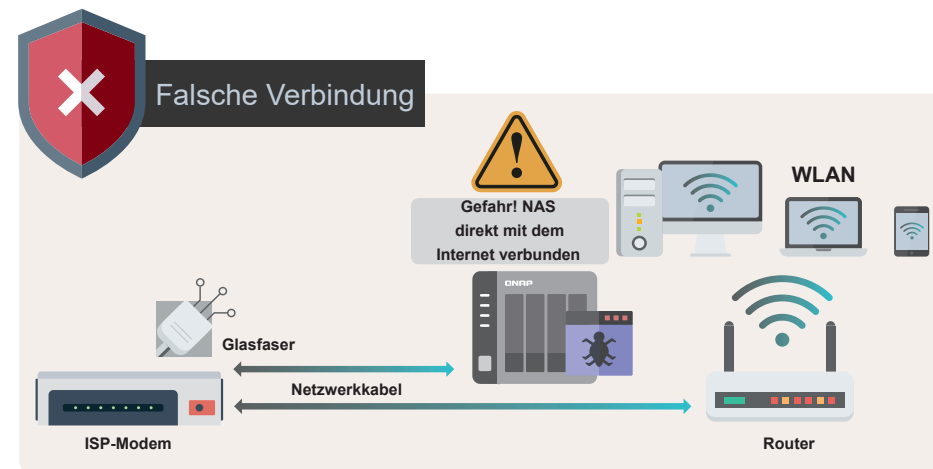 Falsche Verbindung
WLAN
Gefahr! NAS
direkt mit dem
Internet verbunden
QNAP
Glasfaser
Netzwerkkabel
ISP-Modem
Router